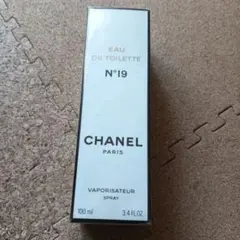 EAU
DE TOILETTE
N°19
CHANEL
PARIS
VAPORISATEUR
SPRAY
100 ml 3.4 FL.OZ.